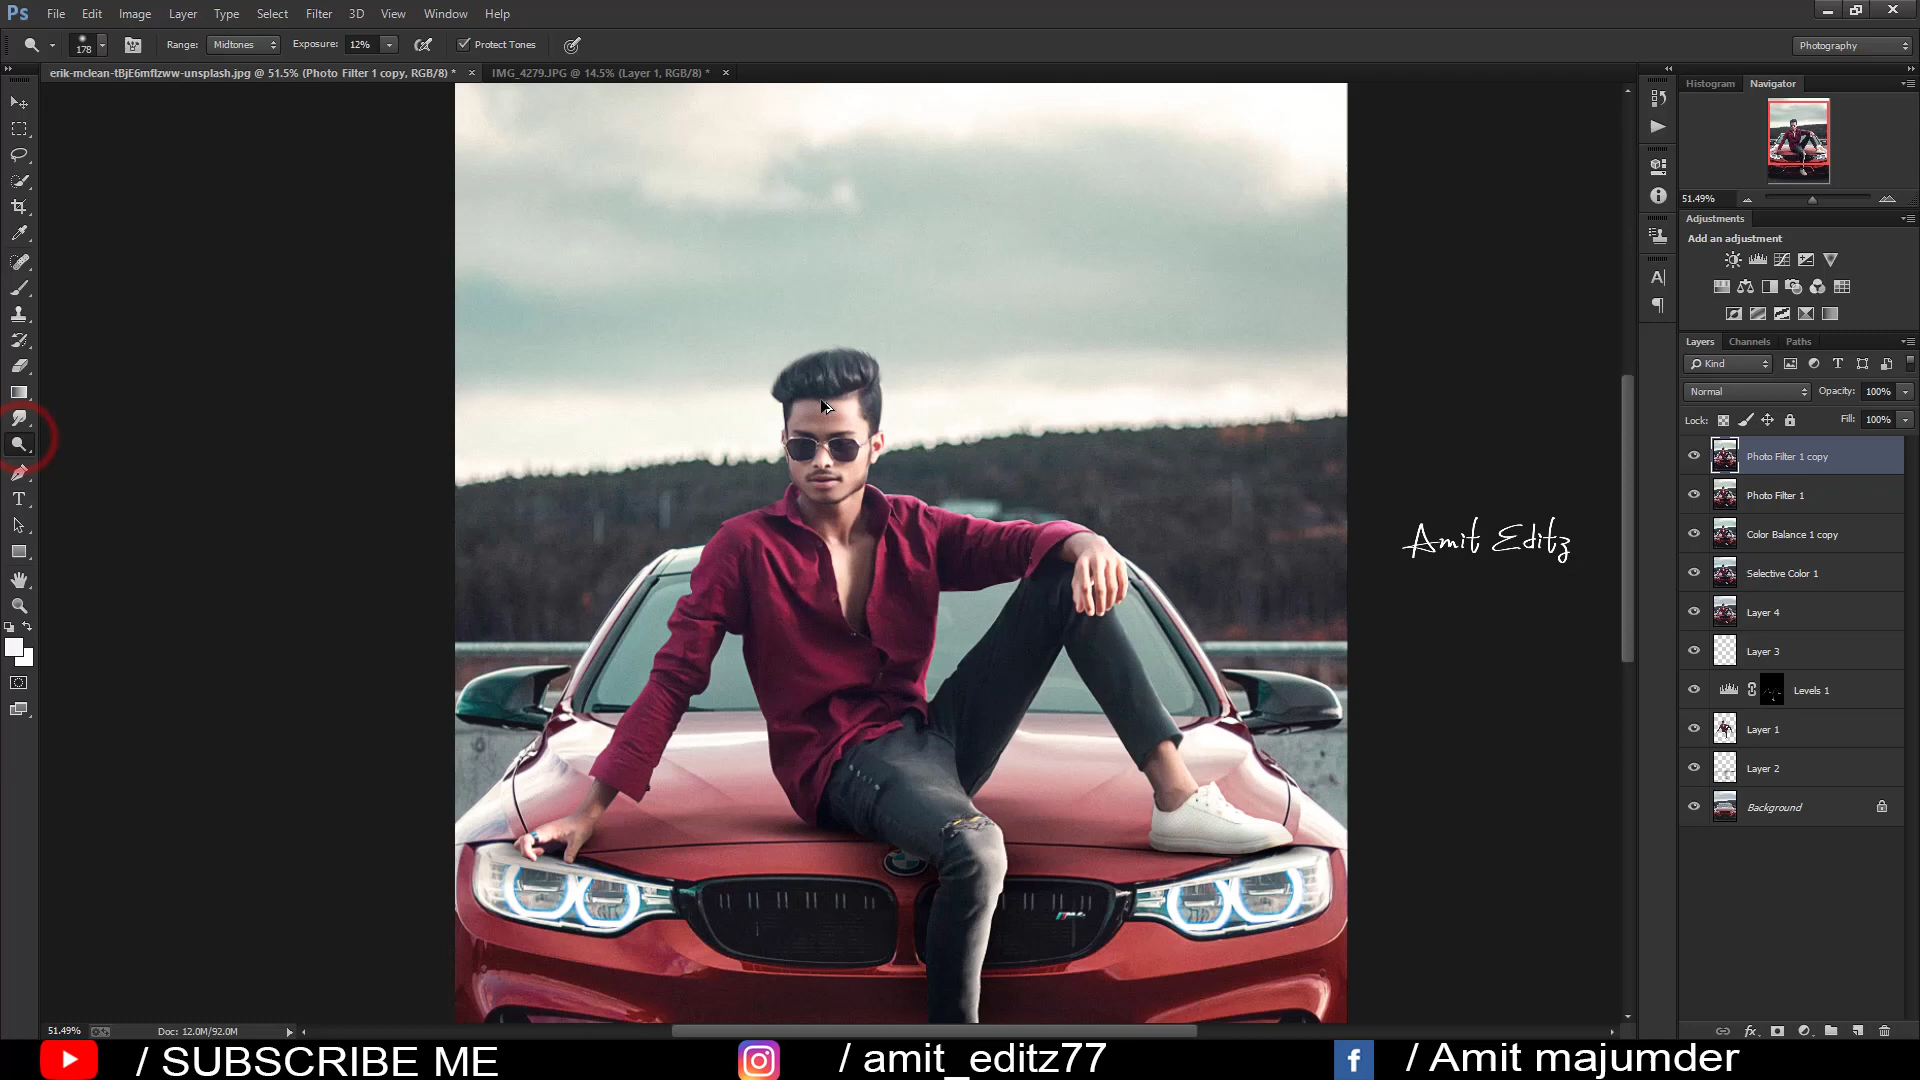 Ps File Edit Image Layer Type Select Filter 3D View Window Help
178 Range: Midtones Exposure: 12% Protect Tones Photography
erik-mclean-tBjE6mflzww-unsplash.jpg @ 51.5% (Photo Filter 1 copy, RGB/8) * IMG_4279.JPG @ 14.5% (Layer 1, RGB/8) *
Histogram Navigator
51.49%
Adjustments
Add an adjustment
Layers Channels Paths
Kind
Normal Opacity: 100%
Lock: Fill: 100%
Photo Filter 1 copy
Photo Filter 1
Color Balance 1 copy
Selective Color 1
Layer 4
Layer 3
Levels 1
Layer 1
Layer 2
Background
Amit Editz
51.49% Doc: 12.0M/92.0M
/ SUBSCRIBE ME / amit_editz77 / Amit majumder